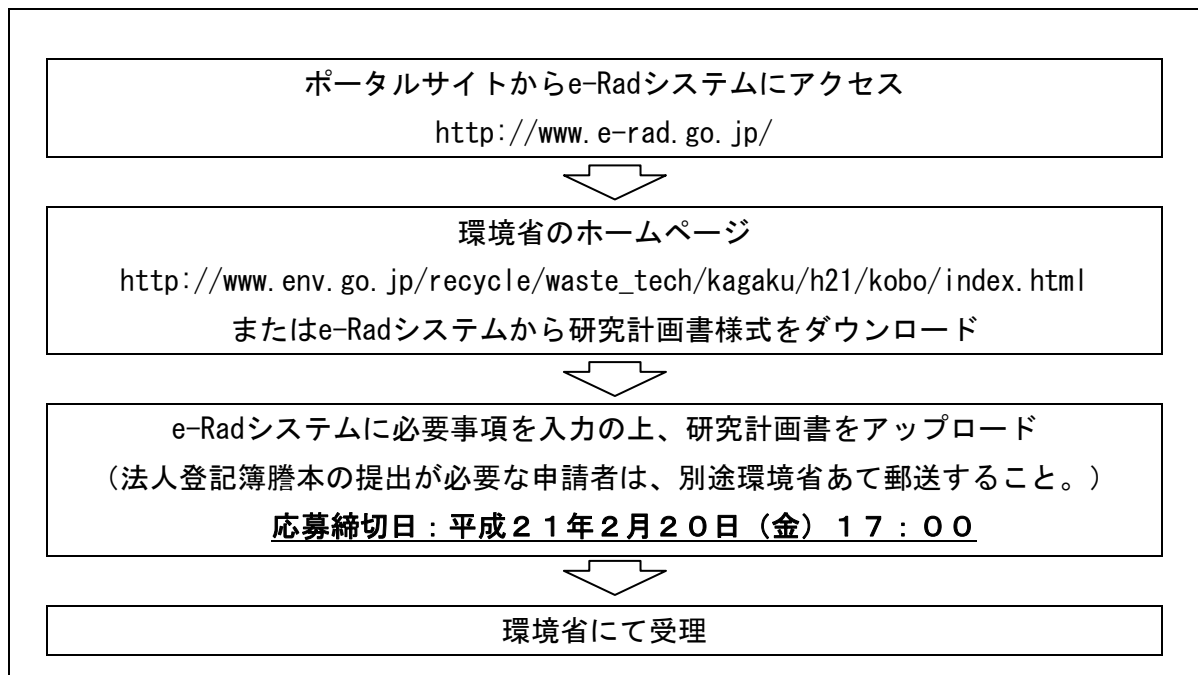 ポータルサイトからe-Radシステムにアクセス
http://www.e-rad.go.jp/
環境省のホームページ
http://www.env.go.jp/recycle/waste_tech/kagaku/h21/kobo/index.html
またはe-Radシステムから研究計画書様式をダウンロード
e-Radシステムに必要事項を入力の上、研究計画書をアップロード
（法人登記簿謄本の提出が必要な申請者は、別途環境省あて郵送すること。）
応募締切日：平成２１年２月２０日（金）１７：００
環境省にて受理